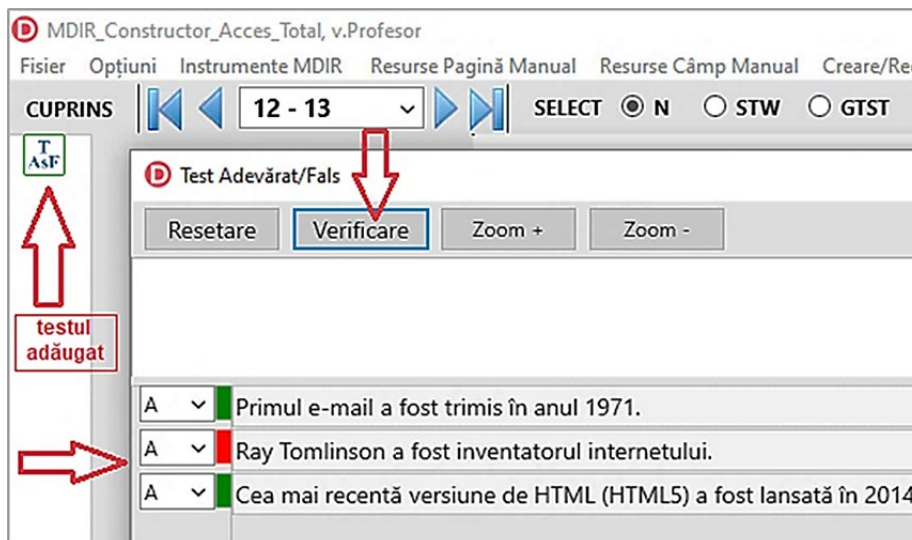 D MDIR_Constructor_Acces_Total, v.Profesor
Fisier Opțiuni Instrumente MDIR Resurse Pagină Manual Resurse Câmp Manual Creare/Re
CUPRINS 12 - 13 SELECT N STW GTST
T
AsF
D Test Adevărat/Fals
Resetare Verificare Zoom + Zoom -
testul
adăugat
A Primul e-mail a fost trimis în anul 1971.
A Ray Tomlinson a fost inventatorul internetului.
A Cea mai recentă versiune de HTML (HTML5) a fost lansată în 2014